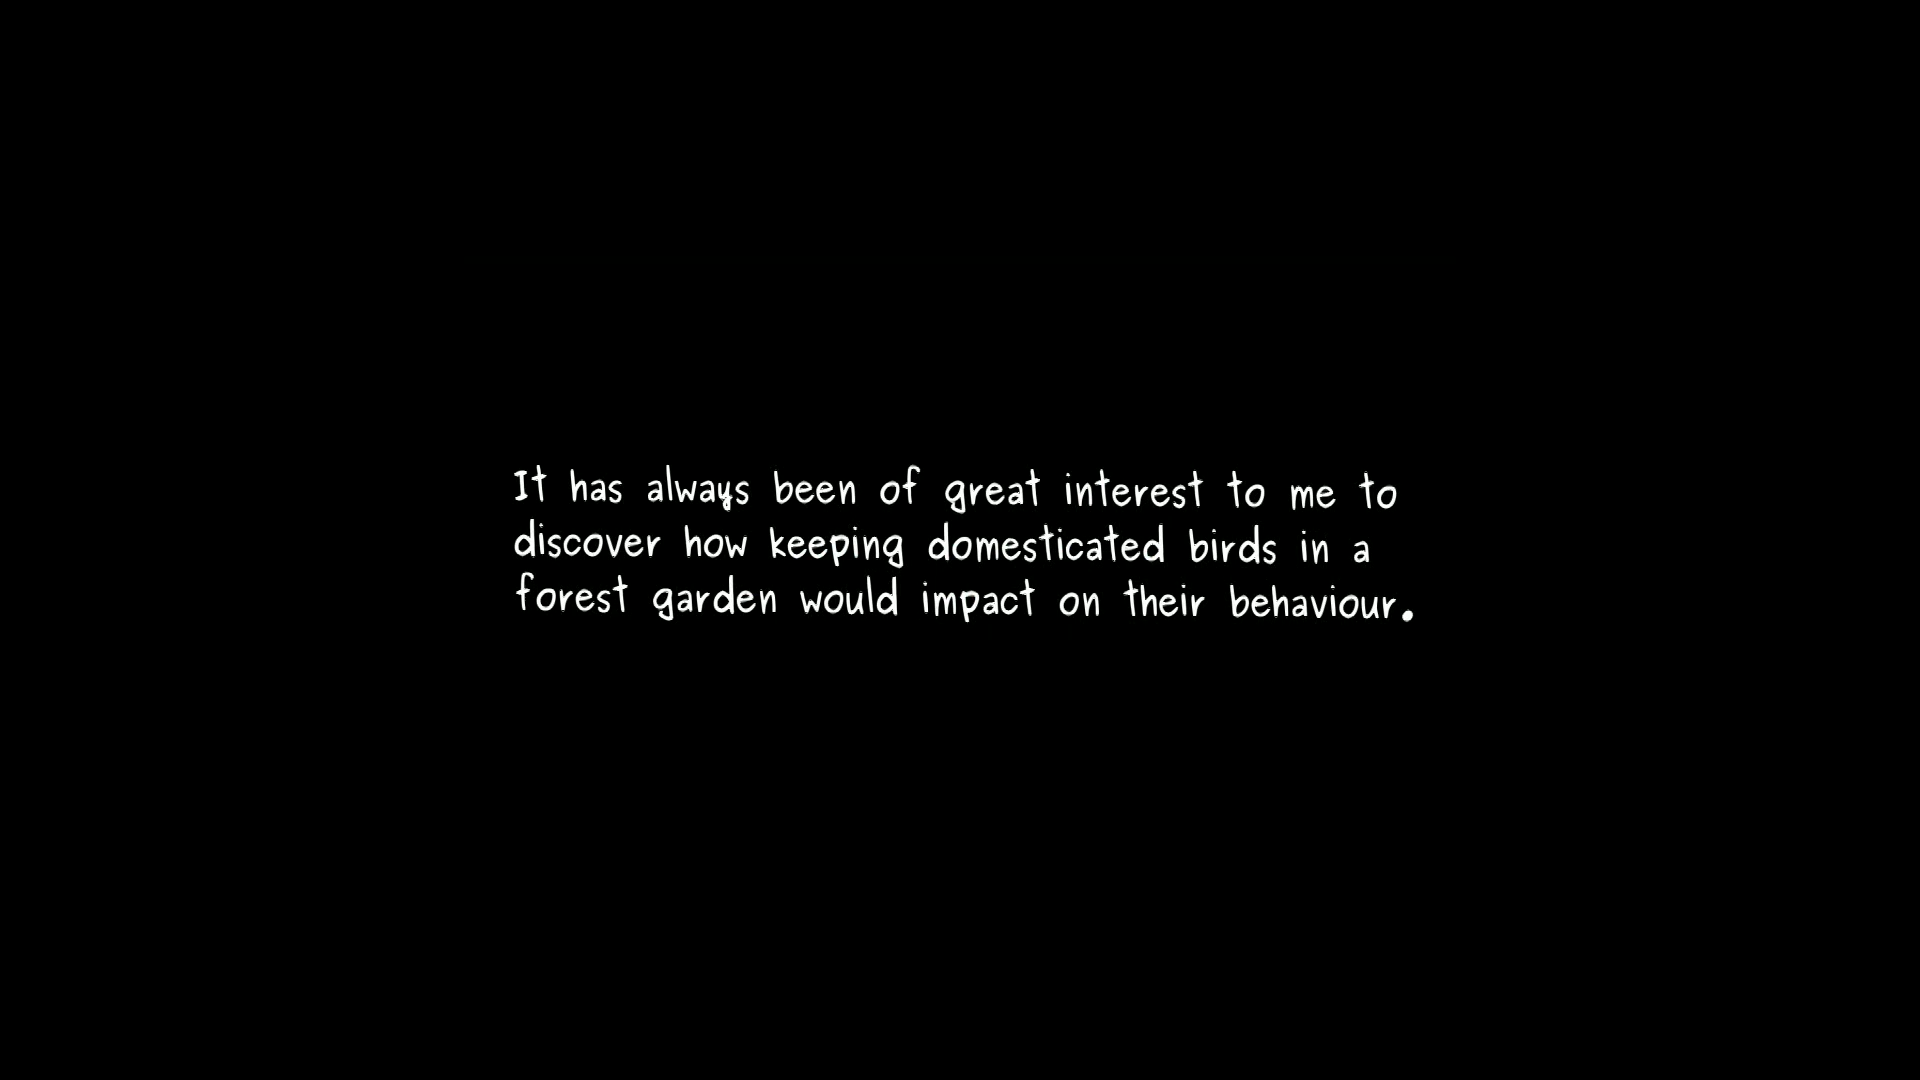 It has always been of great interest to me to
discover how keeping domesticated birds in a
forest garden would impact on their behaviour.